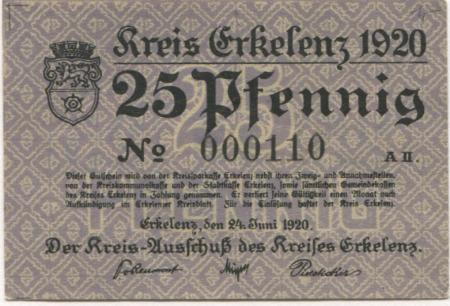 Kreis Erkelenz 1920
25 Pfennig
No 000110 A II.
Dieser Gutschein wird von der Kreissparkasse Erkelenz nebst ihren Zweig- und Annahmestellen,
von der Kreiskommunalkasse und der Stadtkasse Erkelenz, sowie sämtlichen Gemeindekassen
des Kreises Erkelenz in Zahlung genommen. Er verliert seine Gültigkeit einen Monat nach
Aufkündigung im Erkelenzer Kreisblatt. Für die Einlösung haftet der Kreis Erkelenz.
Erkelenz, den 24. Juni 1920.
Der Kreis-Ausschuß des Kreises Erkelenz.